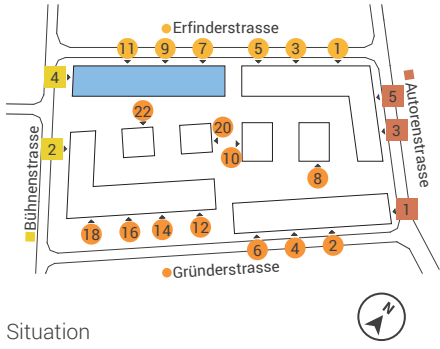 Erfinderstrasse
11 9 7 5 3 1
4
5
22
20
3
Autorenstrasse
2
10
8
Bühnenstrasse
1
18 16 14 12
6 4 2
Gründerstrasse
N
Situation